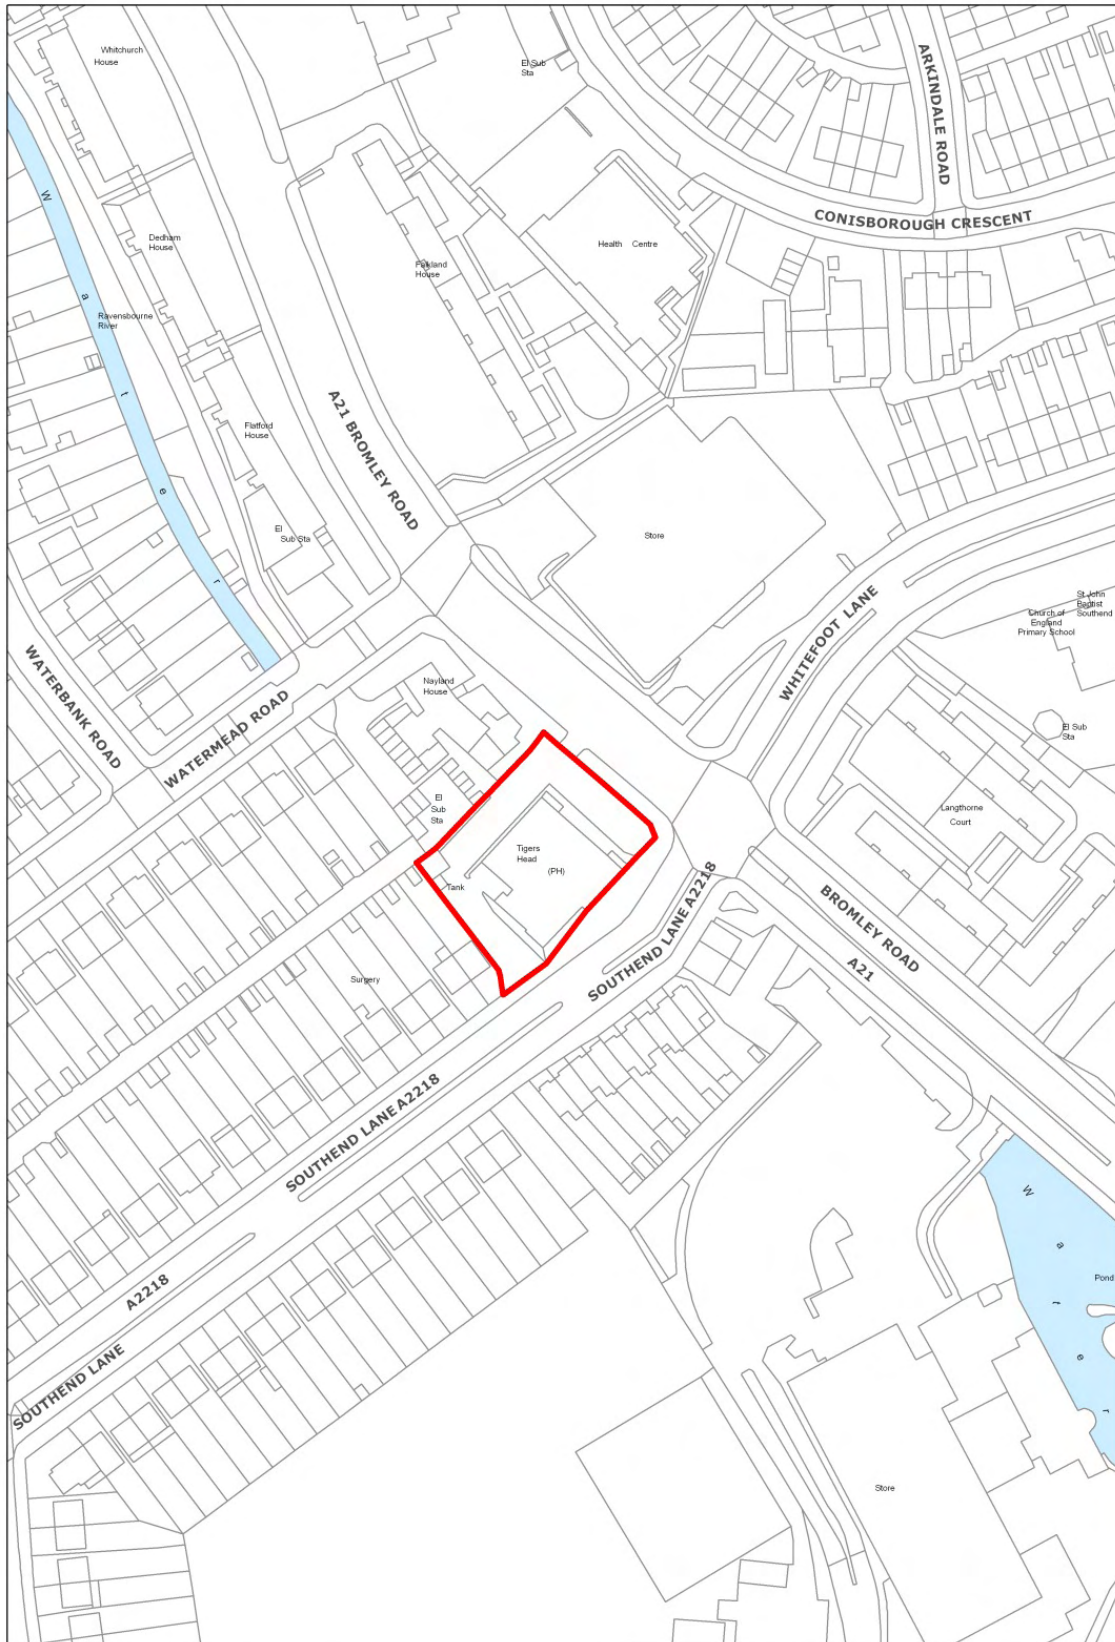 Whitchurch
House
El Sub
Sta
ARKINDALE ROAD
CONISBOROUGH CRESCENT
Water
Dedham
House
Health Centre
Falkland
House
Ravensbourne
River
A21 BROMLEY ROAD
Flatford
House
El
Sub Sta
Store
WHITEFOOT LANE
St John
Baptist
Southend
Church of
England
Primary School
WATERBANK ROAD
WATERMEAD ROAD
Nayland
House
El Sub
Sta
El
Sub
Sta
Langthorne
Court
Tigers
Head
(PH)
Tank
SOUTHEND LANE A2218
BROMLEY ROAD
A21
Surgery
SOUTHEND LANE A2218
Water
Pond
A2218
SOUTHEND LANE
Store